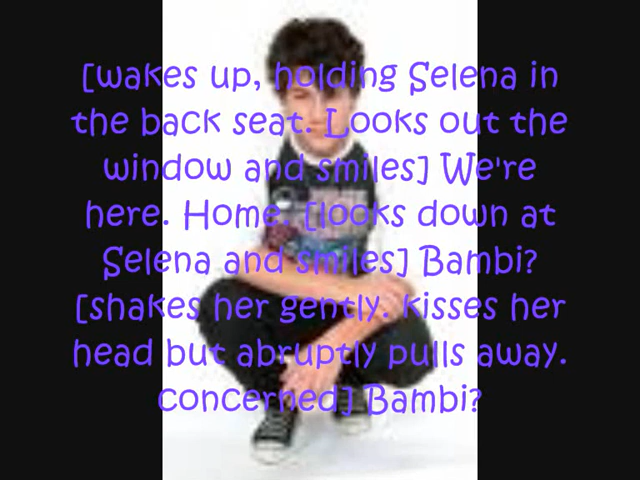 [wakes up, holding Selena in
the back seat. Looks out the
window and smiles] We're
here. Home. [looks down at
Selena and smiles] Bambi?
[shakes her gently. kisses her
head but abruptly pulls away.
concerned] Bambi?